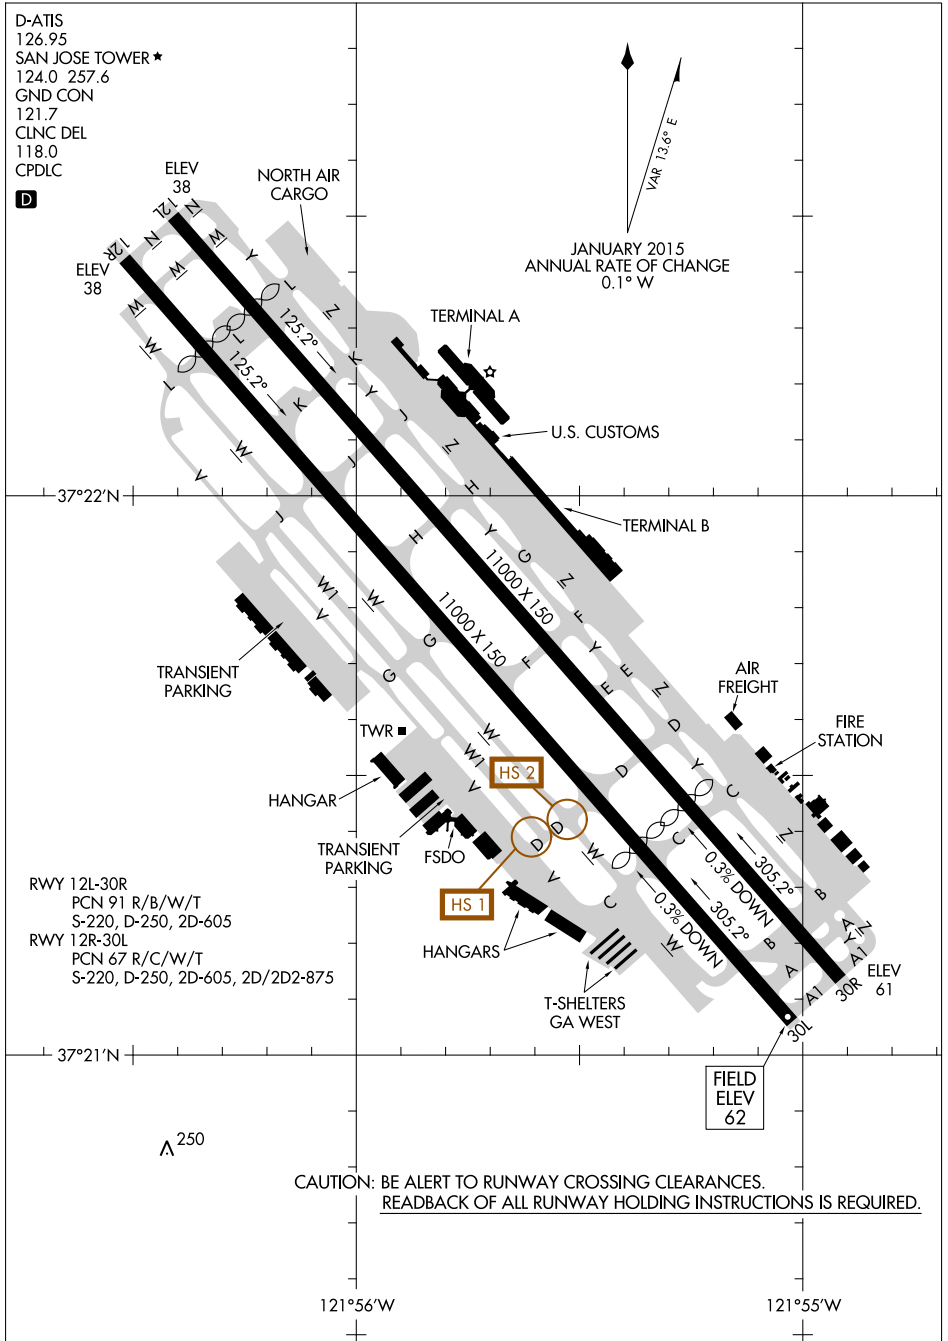 D-ATIS
126.95
SAN JOSE TOWER ★
124.0 257.6
GND CON
121.7
CLNC DEL
118.0
CPDLC
D
ELEV
38
12L
N
NORTH AIR
CARGO
VAR 13.6° E
JANUARY 2015
ANNUAL RATE OF CHANGE
0.1° W
12R
N
W
Y
ELEV
38
W
L
Z
TERMINAL A
W
W
125.2°
L
L
125.2°
K
K
Y
J
U.S. CUSTOMS
Z
W
J
V
H
37°22'N
J
H
Y
G
TERMINAL B
Z
11000 X 150
W1
V
W
11000 X 150
F
G
Y
F
E
TRANSIENT
PARKING
G
E
Z
D
AIR
FREIGHT
FIRE
STATION
TWR
W
W1
D
Y
C
HS 2
HANGAR
V
TRANSIENT
PARKING
FSDO
D
D
W
C
Z
305.2°
0.3% DOWN
V
C
B
RWY 12L-30R
PCN 91 R/B/W/T
S-220, D-250, 2D-605
RWY 12R-30L
PCN 67 R/C/W/T
S-220, D-250, 2D-605, 2D/2D2-875
HS 1
305.2°
0.3% DOWN
A
Z
Y
HANGARS
W
B
A1
A
30R
ELEV
61
T-SHELTERS
GA WEST
A1
30L
37°21'N
FIELD
ELEV
62
250
CAUTION: BE ALERT TO RUNWAY CROSSING CLEARANCES.
READBACK OF ALL RUNWAY HOLDING INSTRUCTIONS IS REQUIRED.
121°56'W
121°55'W